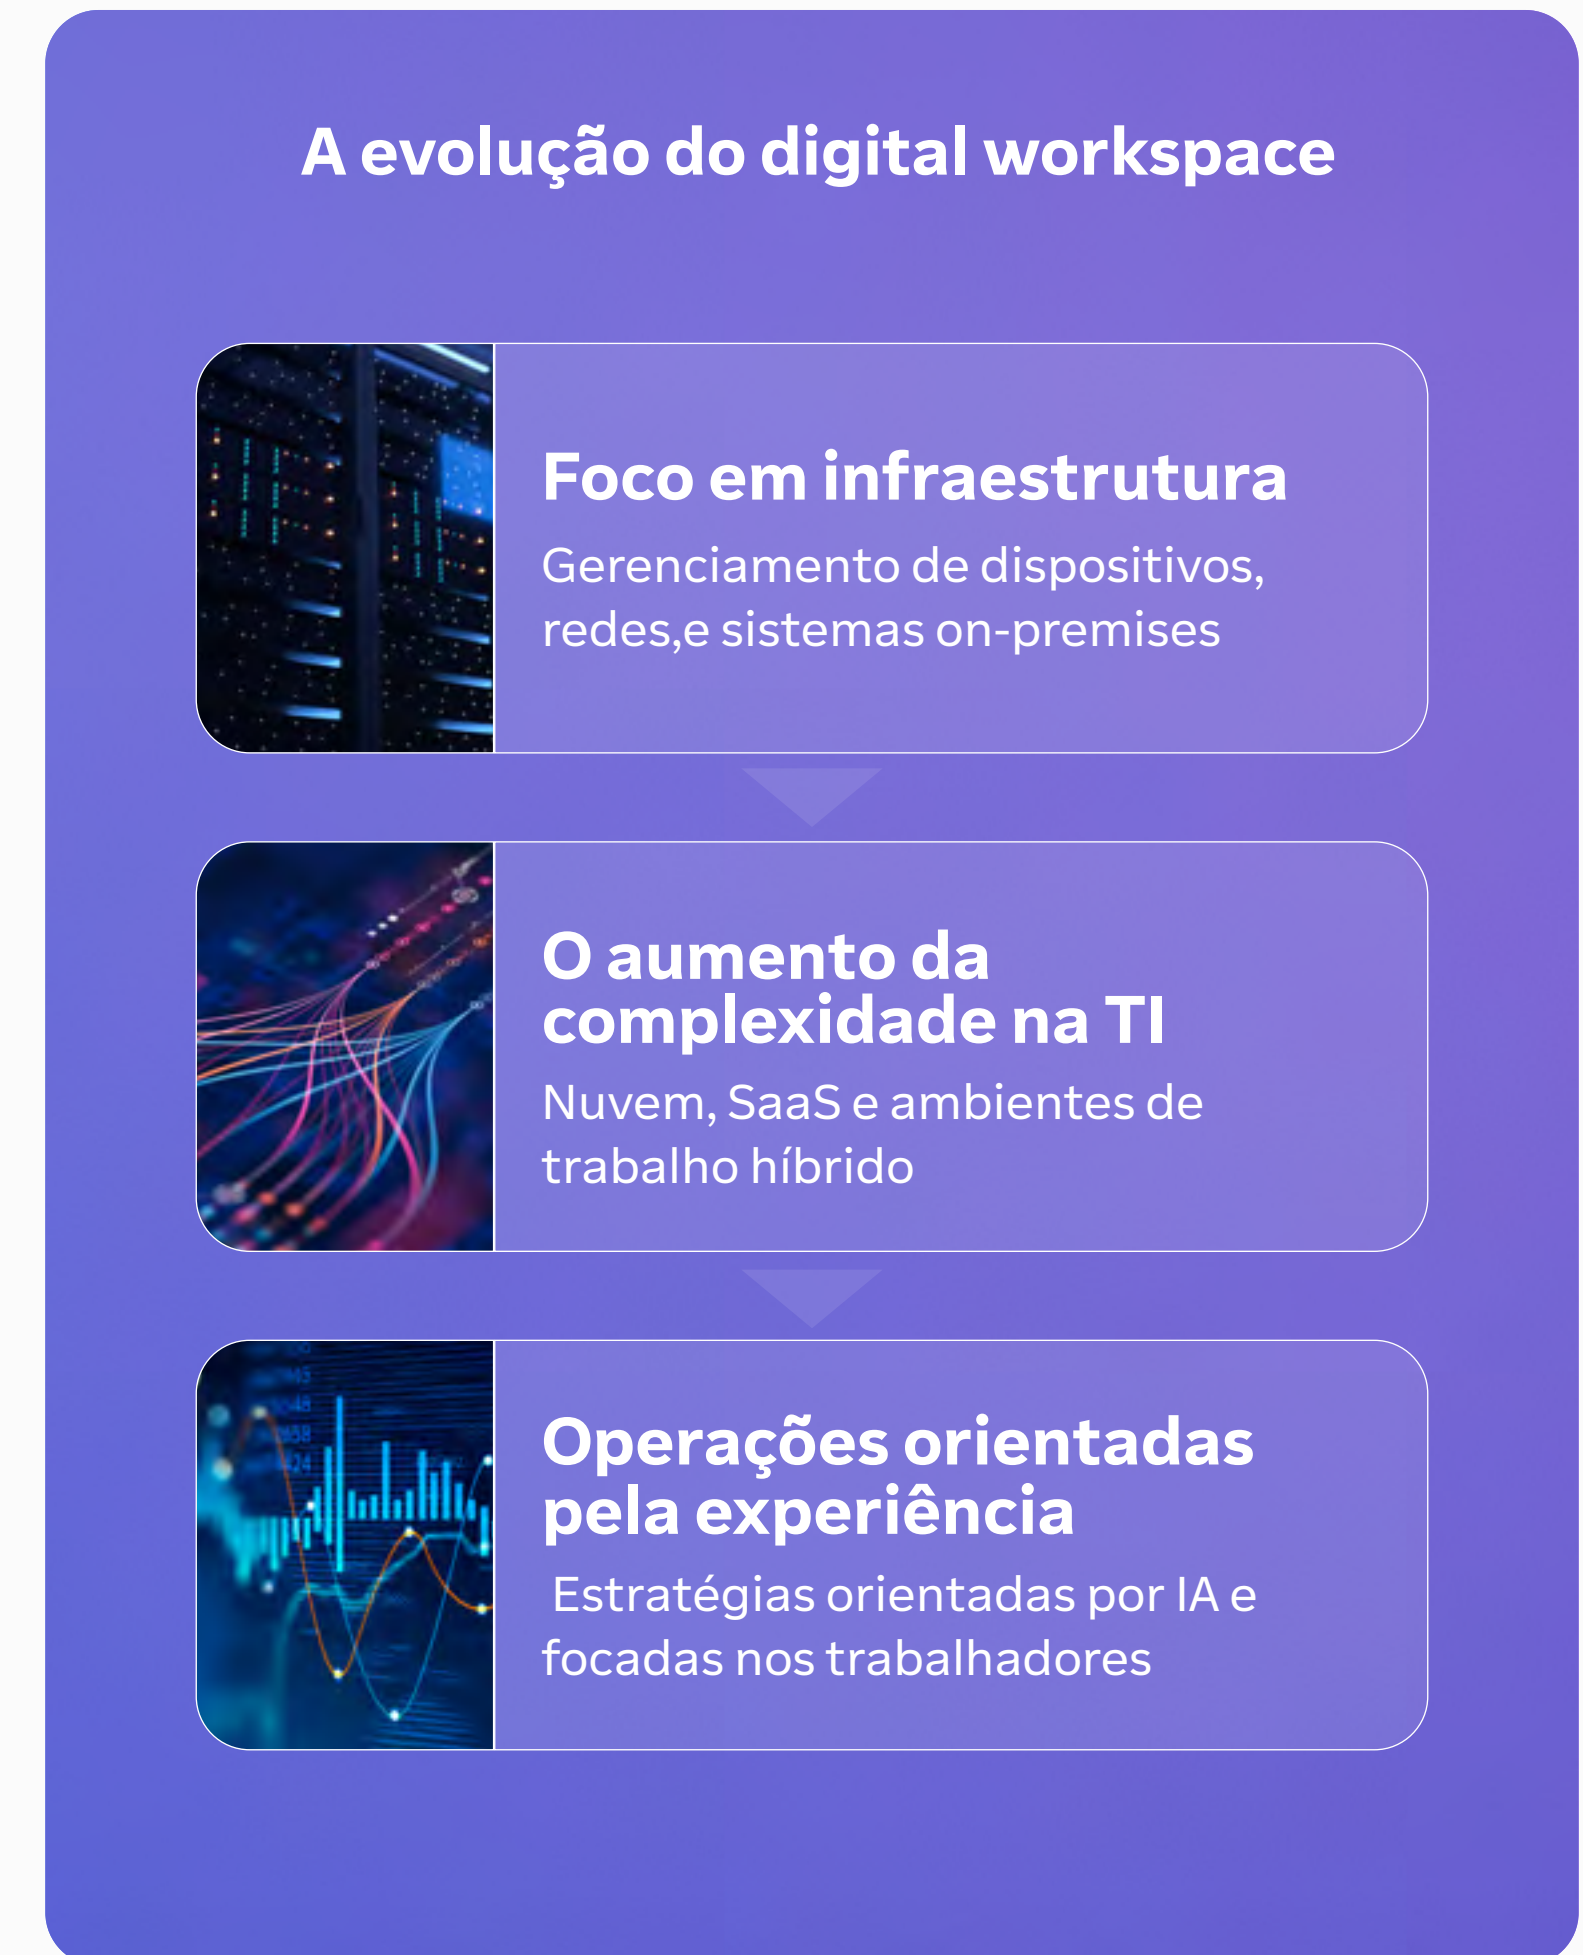 A evolução do digital workspace
Foco em infraestrutura
Gerenciamento de dispositivos,
redes,e sistemas on-premises
O aumento da
complexidade na TI
Nuvem, SaaS e ambientes de
trabalho híbrido
Operações orientadas
pela experiência
Estratégias orientadas por IA e
focadas nos trabalhadores